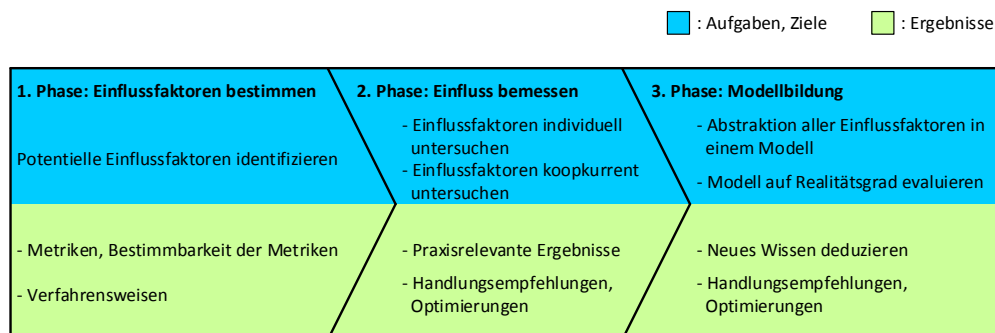 : Aufgaben, Ziele
: Ergebnisse
1. Phase: Einflussfaktoren bestimmen
Potentielle Einflussfaktoren identifizieren
- Metriken, Bestimmbarkeit der Metriken
- Verfahrensweisen
2. Phase: Einfluss bemessen
- Einflussfaktoren individuell
untersuchen
- Einflussfaktoren koopkurrent
untersuchen
- Praxisrelevante Ergebnisse
- Handlungsempfehlungen,
Optimierungen
3. Phase: Modellbildung
- Abstraktion aller Einflussfaktoren in
einem Modell
- Modell auf Realitätsgrad evaluieren
- Neues Wissen deduzieren
- Handlungsempfehlungen,
Optimierungen